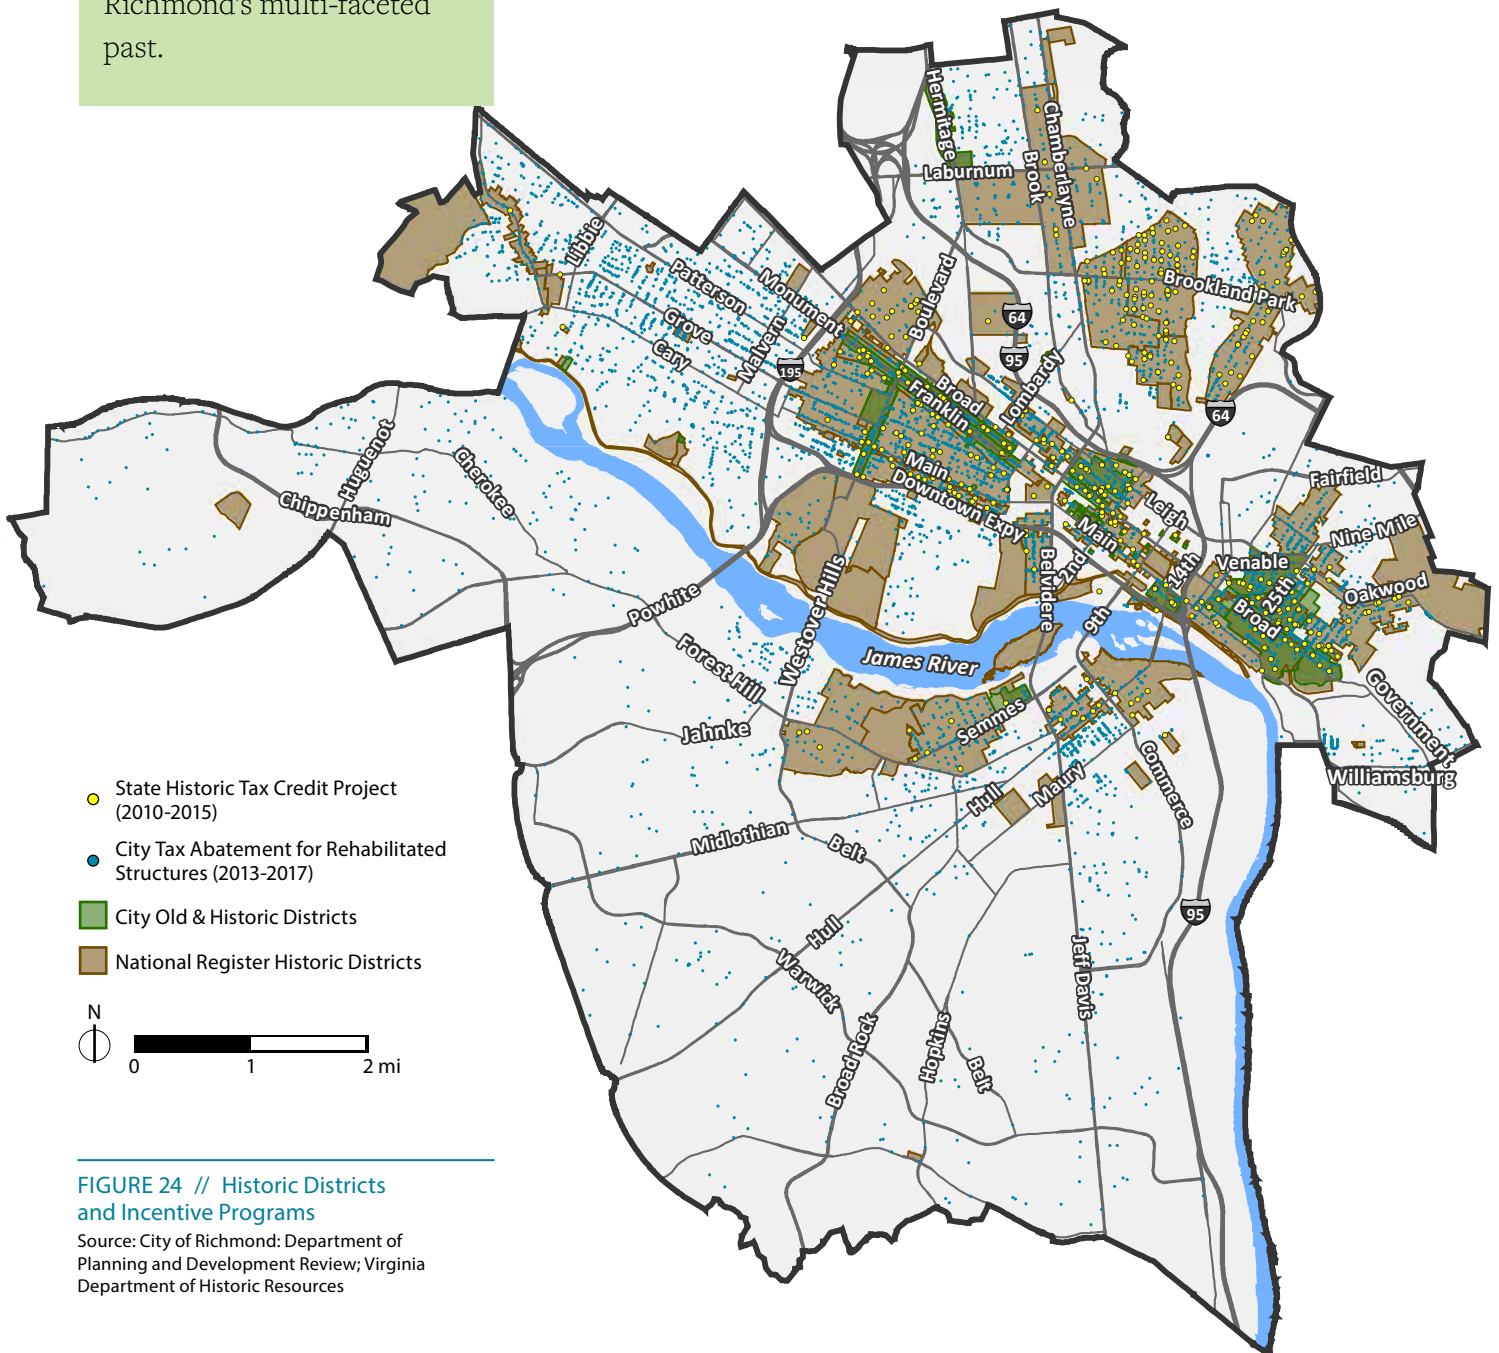 Richmond's multi-faceted
past.
Hermitage
Chamberlayne
Brook
Laburnum
Libbie
Patterson
Monument
Boulevard
Brookland Park
Grove
Malvern
Cary
64
95
195
Lombardy
Broad
Franklin
64
Huguenot
Cherokee
Chippenham
Main
Downtown Expy
Leigh
Fairfield
Nine Mile
Main
2nd
14th
Venable
25th
Oakwood
Broad
Belvidere
9th
Powhite
Westover Hills
James River
Forest Hill
Government
Semmes
Jahnke
Commerce
Williamsburg
Hull
Maury
Midlothian
Belt
95
Hull
Warwick
Jeff Davis
Broad Rock
Hopkins
Belt
State Historic Tax Credit Project
(2010-2015)
City Tax Abatement for Rehabilitated
Structures (2013-2017)
City Old & Historic Districts
National Register Historic Districts
N
0 1 2 mi
FIGURE 24 // Historic Districts
and Incentive Programs
Source: City of Richmond: Department of
Planning and Development Review; Virginia
Department of Historic Resources